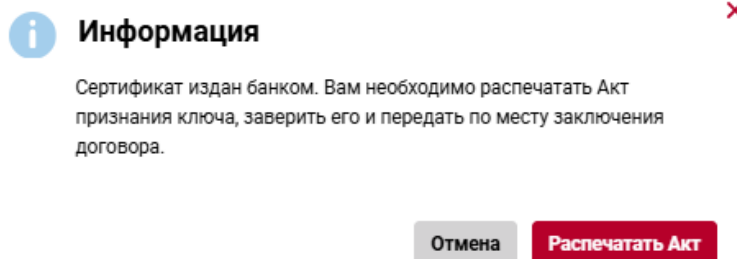 Информация
Сертификат издан банком. Вам необходимо распечатать Акт
признания ключа, заверить его и передать по месту заключения
договора.
Отмена
Распечатать Акт